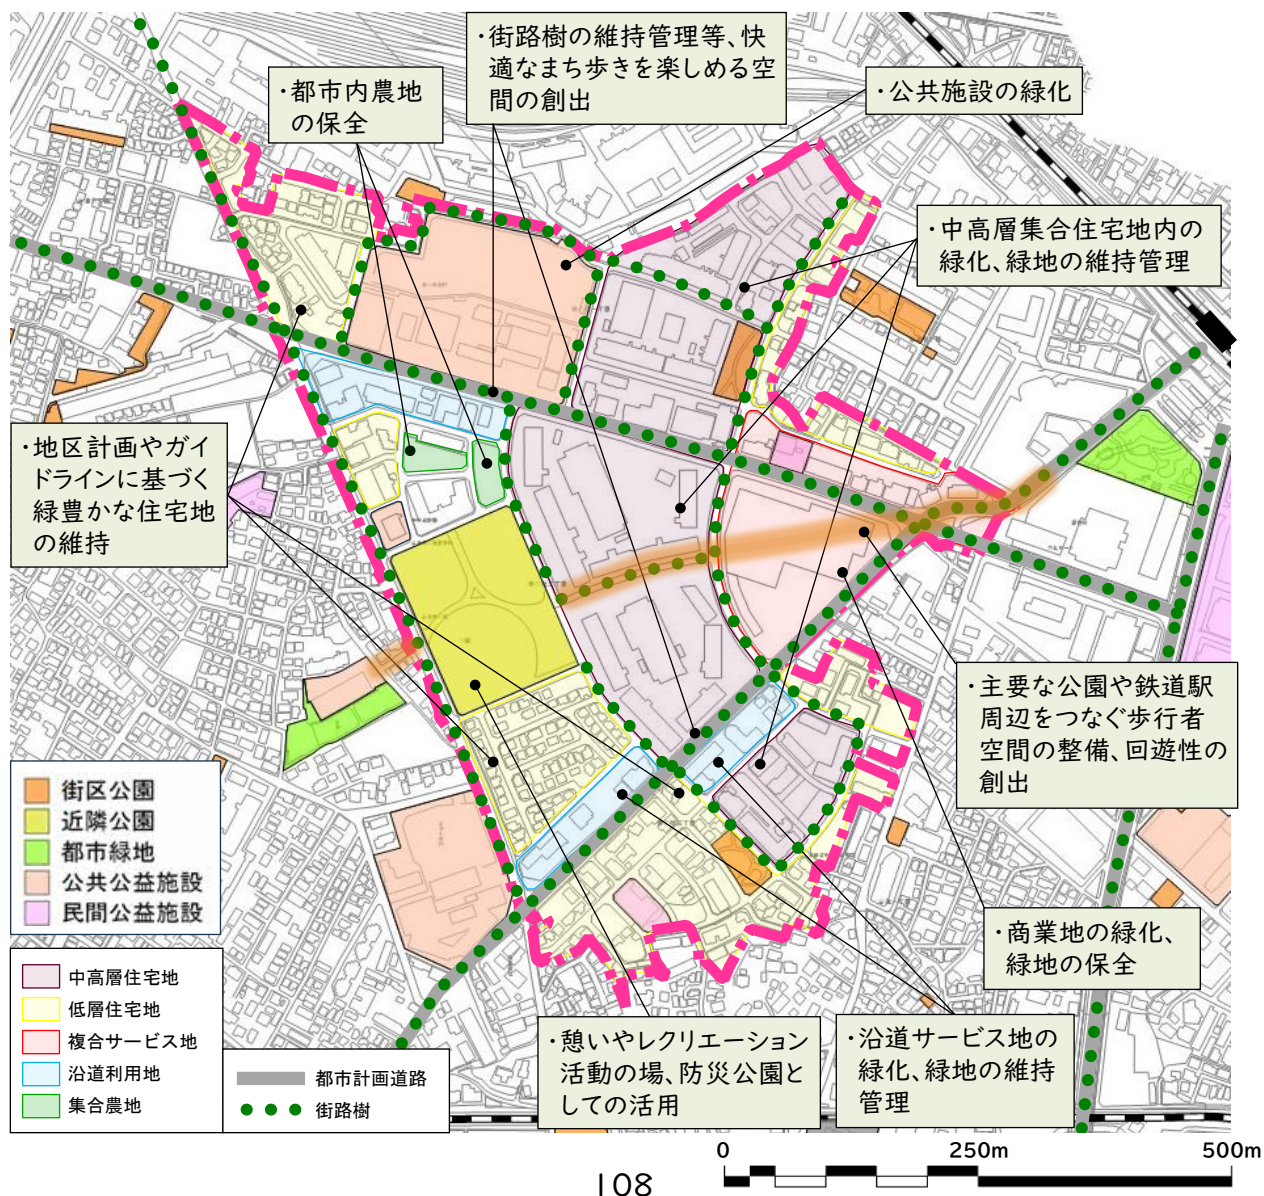 ・街路樹の維持管理等、快
適なまち歩きを楽しめる空
間の創出
・都市内農地
の保全
・公共施設の緑化
・中高層集合住宅地内の
緑化、緑地の維持管理
・地区計画やガイ
ドラインに基づく
緑豊かな住宅地
の維持
・主要な公園や鉄道駅
周辺をつなぐ歩行者
空間の整備、回遊性の
創出
・商業地の緑化、
緑地の保全
・憩いやレクリエーション
活動の場、防災公園と
しての活用
・沿道サービス地の
緑化、緑地の維持
管理
街区公園
近隣公園
都市緑地
公共公益施設
民間公益施設
中高層住宅地
低層住宅地
複合サービス地
沿道利用地
集合農地
都市計画道路
街路樹
0 250m 500m
108